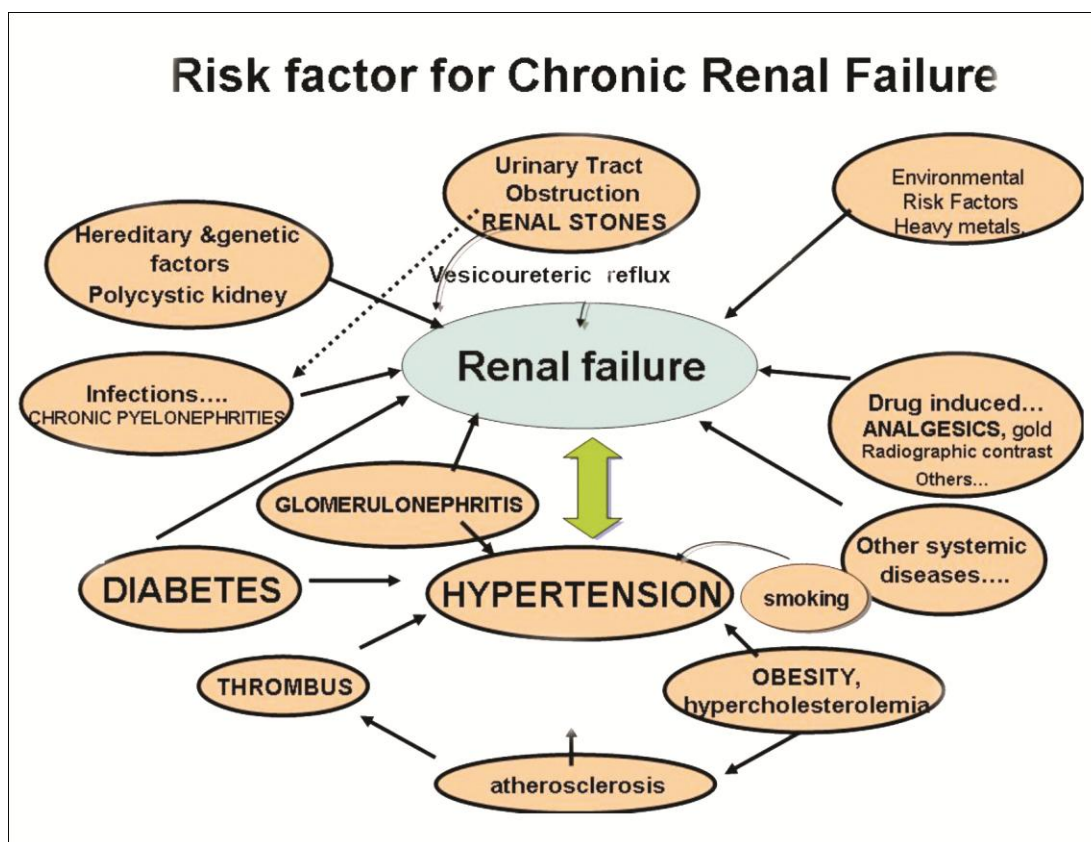 Risk factor for Chronic Renal Failure
Urinary Tract
Obstruction
RENAL STONES
Environmental
Risk Factors
Heavy metals,
Hereditary &genetic
factors
Polycystic kidney
Vesicoureteric reflux
Renal failure
Infections....
CHRONIC PYELONEPHRITIES
Drug induced...
ANALGESICS, gold
Radiographic contrast
Others...
GLOMERULONEPHRITIS
Other systemic
diseases....
DIABETES
HYPERTENSION
smoking
THROMBUS
OBESITY,
hypercholesterolemia
atherosclerosis